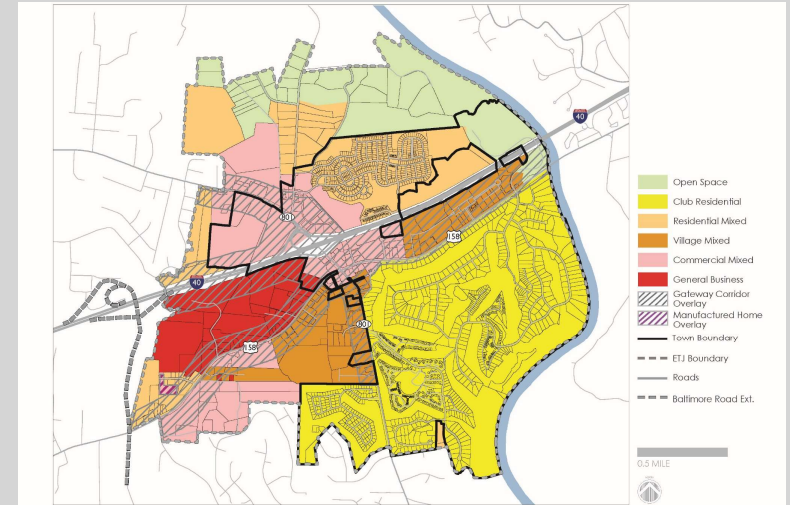 40
801
158
40
801
158
Open Space
Club Residential
Residential Mixed
Village Mixed
Commercial Mixed
General Business
Gateway Corridor
Overlay
Manufactured Home
Overlay
Town Boundary
ETJ Boundary
Roads
Baltimore Road Ext.
0.5 MILE